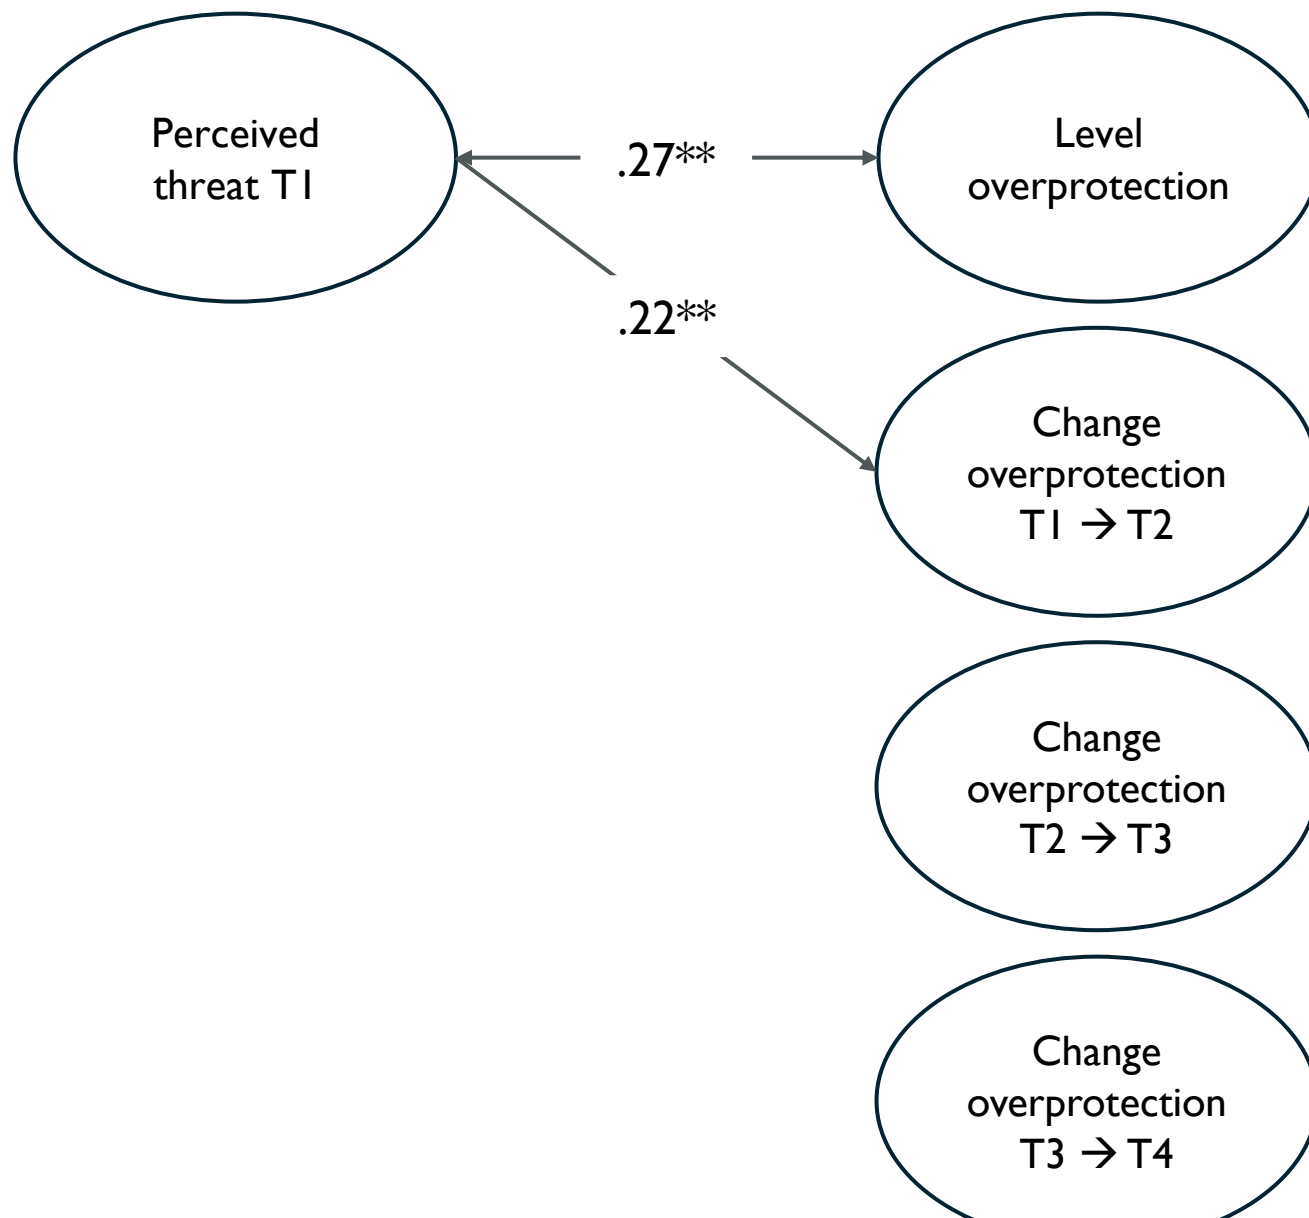 Perceived
threat T1
.27**
Level
overprotection
.22**
Change
overprotection
T1 → T2
Change
overprotection
T2 → T3
Change
overprotection
T3 → T4